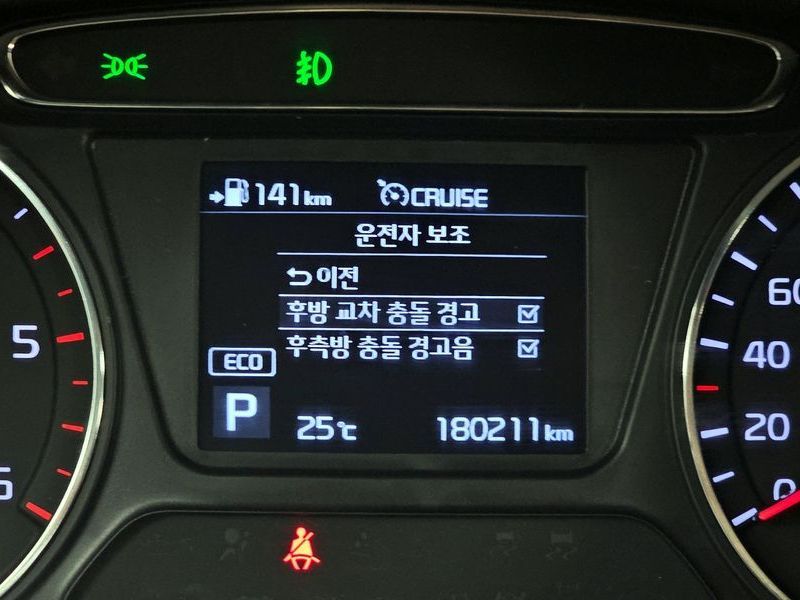 141km CRUISE
운전자 보조
이전
후방 교차 충돌 경고
후측방 충돌 경고음
ECO
P
25℃ 180211km
5
60
40
20
0